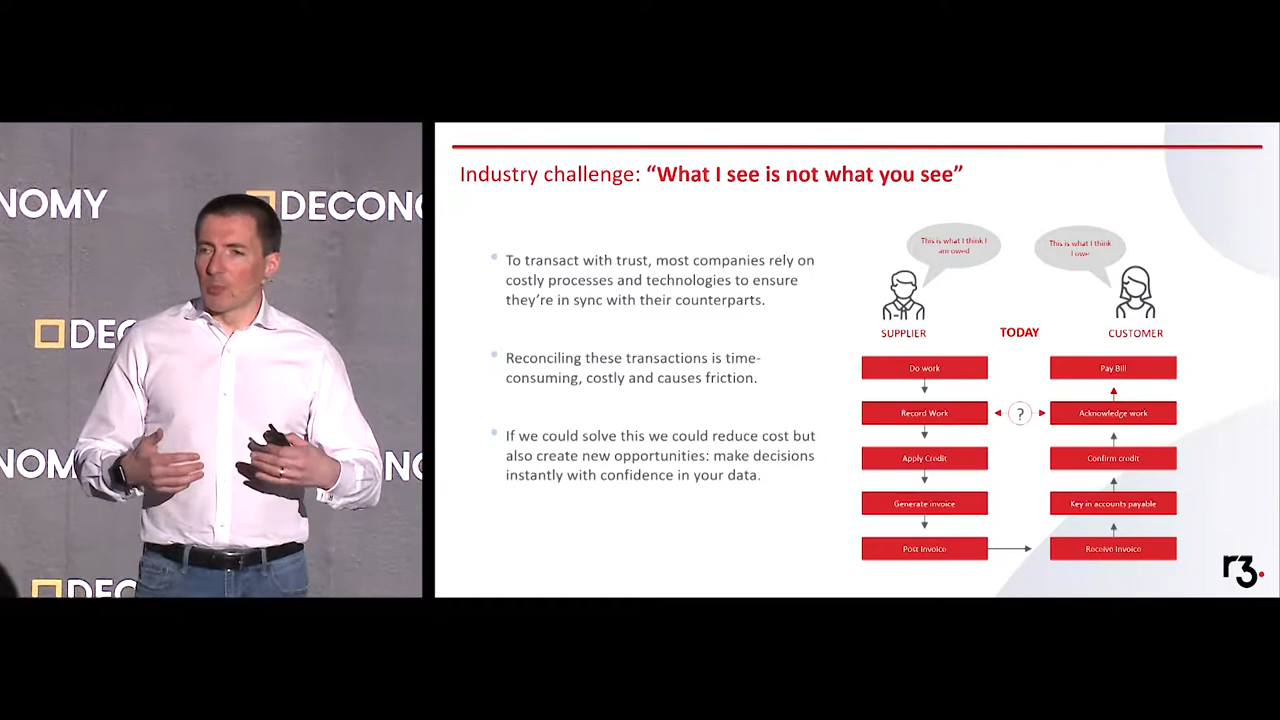 NOMY
DECONO
DEC
NOMY
NO
DEC
Industry challenge: “What I see is not what you see”
To transact with trust, most companies rely on
costly processes and technologies to ensure
they’re in sync with their counterparts.
Reconciling these transactions is time-
consuming, costly and causes friction.
If we could solve this we could reduce cost but
also create new opportunities: make decisions
instantly with confidence in your data.
This is what I think I
am owed
This is what I think
I owe
SUPPLIER
TODAY
CUSTOMER
Do work
Pay Bill
Record Work
?
Acknowledge work
Apply Credit
Confirm credit
Generate invoice
Key in accounts payable
Post Invoice
Receive Invoice
r3.